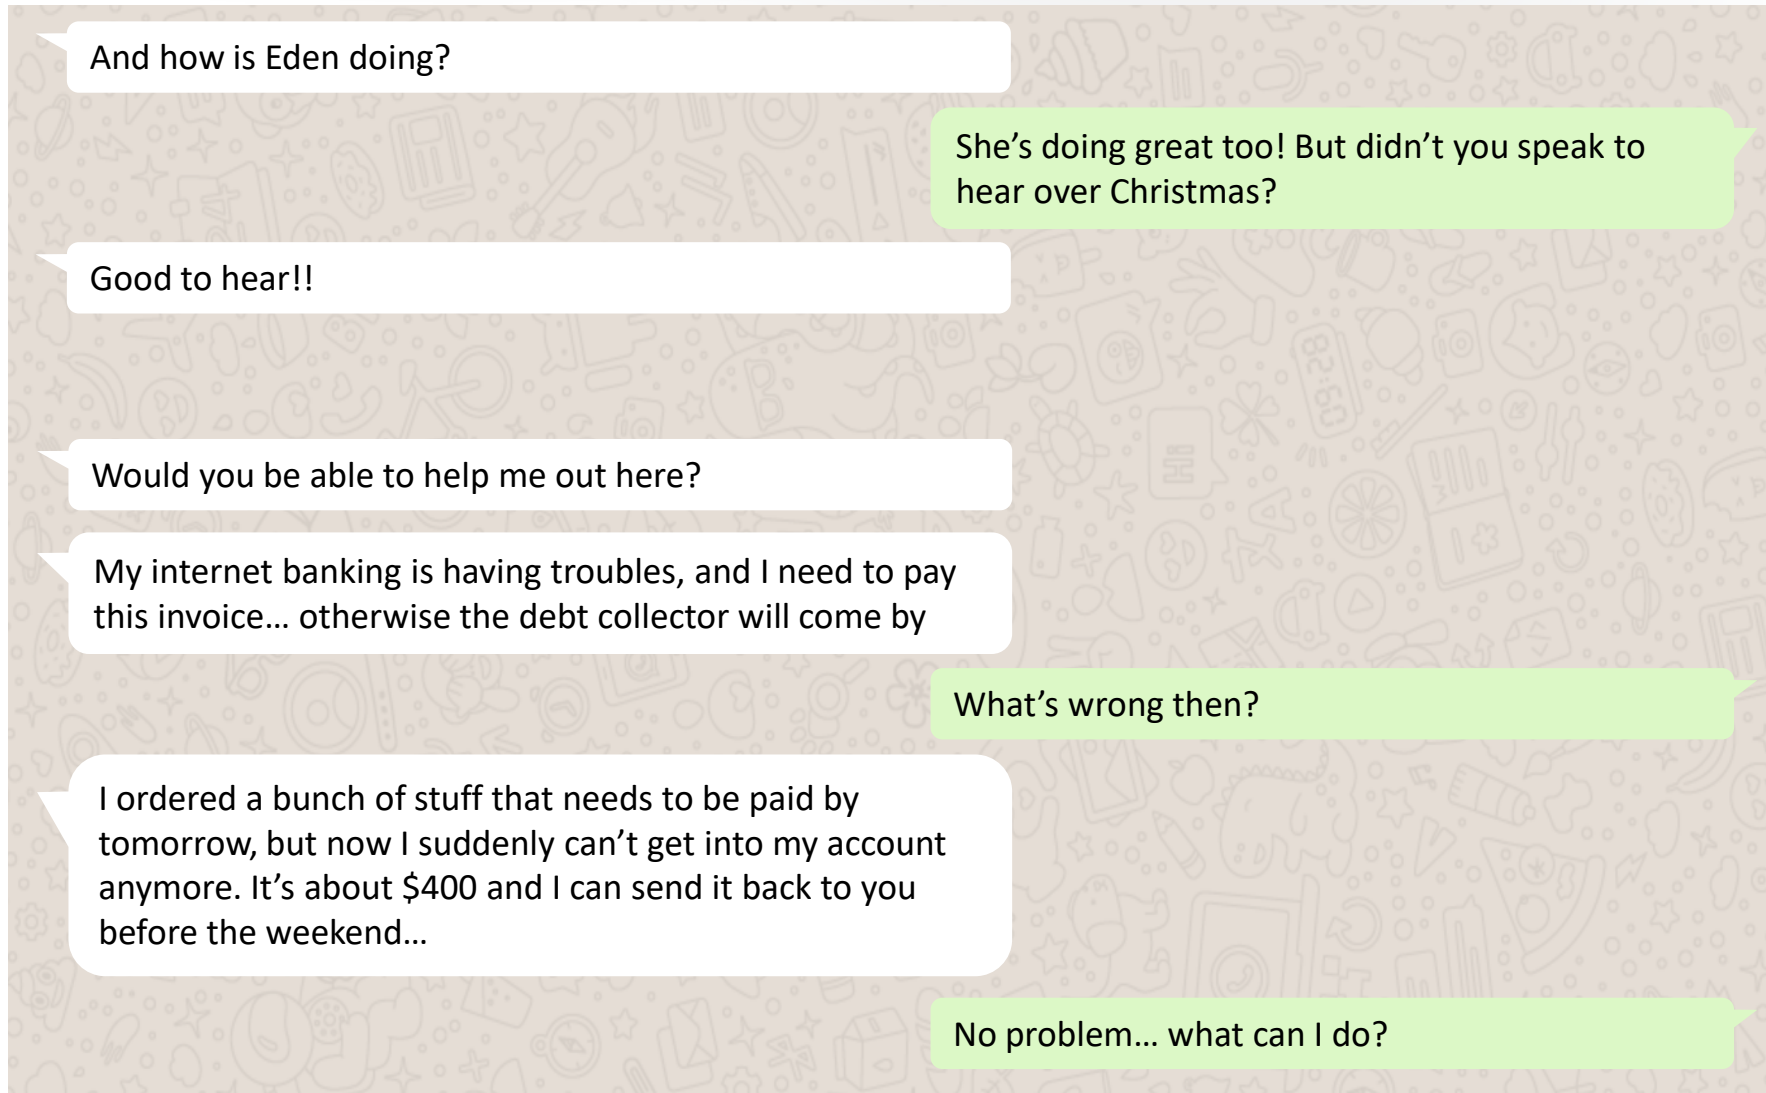 And how is Eden doing?
She’s doing great too! But didn’t you speak to
hear over Christmas?
Good to hear!!
Would you be able to help me out here?
My internet banking is having troubles, and I need to pay
this invoice… otherwise the debt collector will come by
What’s wrong then?
I ordered a bunch of stuff that needs to be paid by
tomorrow, but now I suddenly can’t get into my account
anymore. It’s about $400 and I can send it back to you
before the weekend…
No problem… what can I do?